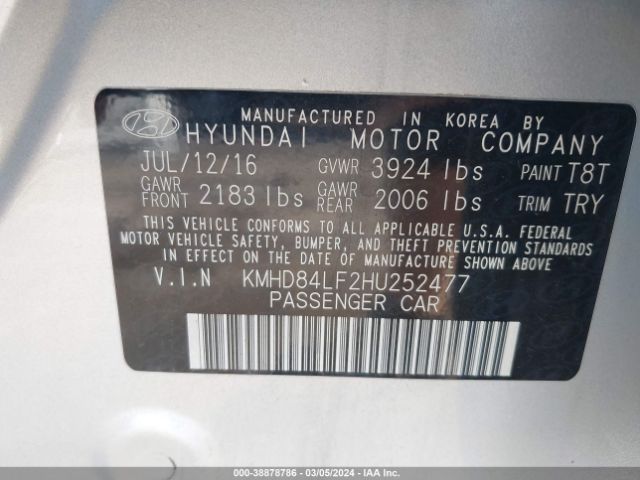 MANUFACTURED IN KOREA BY
HYUNDAI MOTOR COMPANY
JUL/12/16 GVWR 3924 lbs PAINT T8T
GAWR FRONT 2183 lbs GAWR REAR 2006 lbs TRIM TRY
THIS VEHICLE CONFORMS TO ALL APPLICABLE U.S.A. FEDERAL
MOTOR VEHICLE SAFETY, BUMPER, AND THEFT PREVENTION STANDARDS
IN EFFECT ON THE DATE OF MANUFACTURE SHOWN ABOVE.
V.I.N KMHD84LF2HU252477
PASSENGER CAR
000-38878786 — 03/05/2024 — IAA Inc.